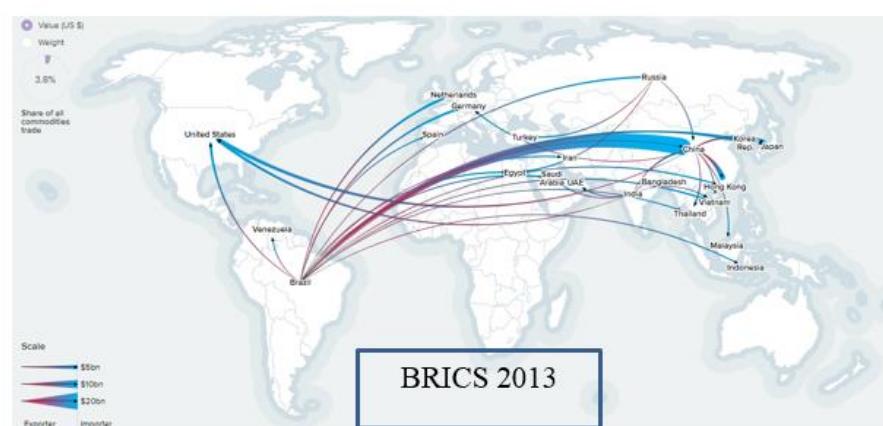 Value (US $)
Weight
3.8%
Share of all
commodities
trade
Russia
Netherlands
Germany
United States
Spain
Turkey
Korea
Rep.
Japan
China
Iran
Egypt
Saudi
Arabia
UAE
Bangladesh
Hong Kong
India
Vietnam
Thailand
Venezuela
Malaysia
Indonesia
Brazil
Scale
$5bn
$10bn
$20bn
Exporter
Importer
BRICS 2013